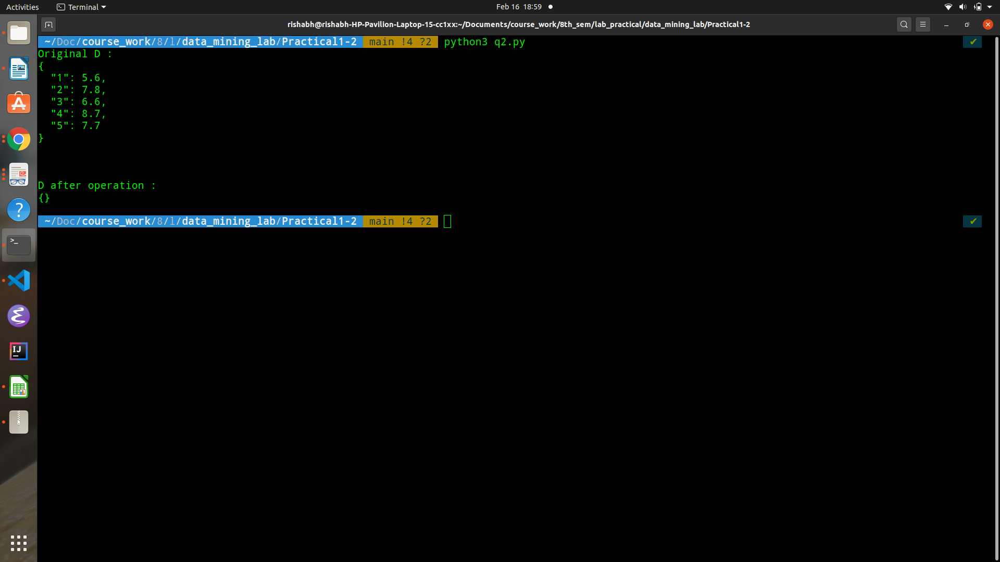 Activities Terminal Feb 16 18:59
rishabh@rishabh-HP-Pavilion-Laptop-15-cc1xx:~/Documents/course_work/8th_sem/lab_practical/data_mining_lab/Practical1-2
~/Doc/course_work/8/l/data_mining_lab/Practical1-2 main !4 ?2 python3 q2.py ✔
Original D :
{
  "1": 5.6,
  "2": 7.8,
  "3": 6.6,
  "4": 8.7,
  "5": 7.7
}
D after operation :
{}
~/Doc/course_work/8/l/data_mining_lab/Practical1-2 main !4 ?2 ✔
A
?
>_
IJ